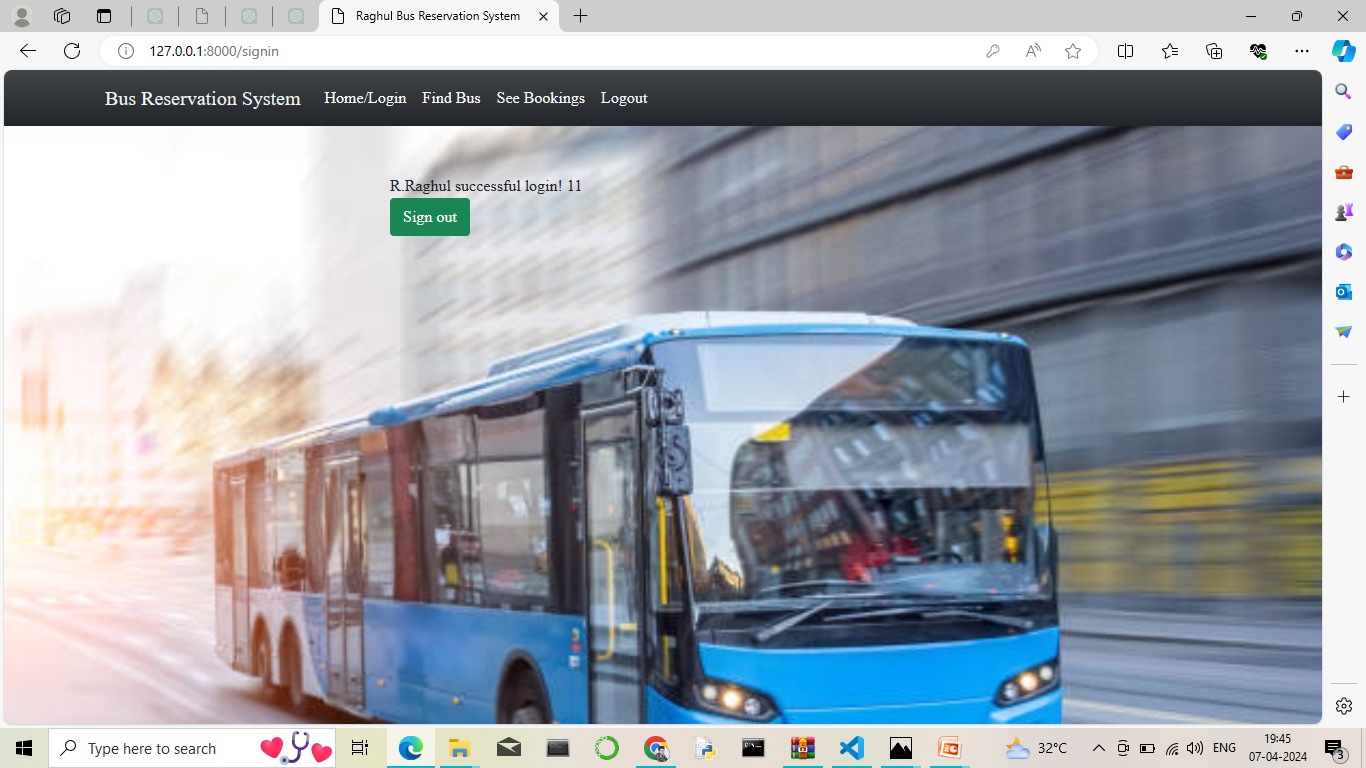 Raghul Bus Reservation System
127.0.0.1:8000/signin
Bus Reservation System Home/Login Find Bus See Bookings Logout
R.Raghul successful login! 11
Sign out
Type here to search
32°C
ENG
19:45
07-04-2024
3